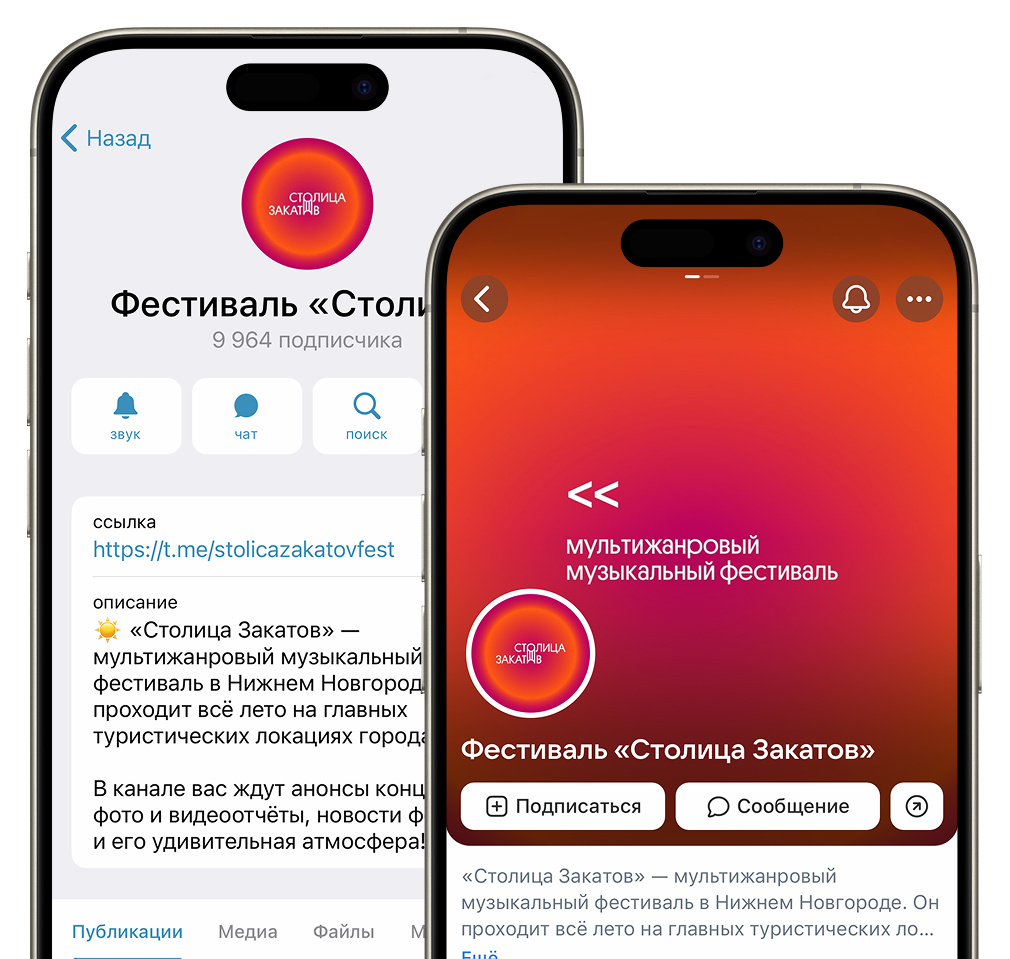 Назад
СТОЛИЦА
ЗАКАТОВ
Фестиваль «Столи
9 964 подписчика
звук
чат
поиск
ссылка
https://t.me/stolicazakatovfest
описание
☀️ «Столица Закатов» —
мультижанровый музыкальный
фестиваль в Нижнем Новгород
проходит всё лето на главных
туристических локациях города
В канале вас ждут анонсы конц
фото и видеоотчёты, новости ф
и его удивительная атмосфера!
Публикации
Медиа
Файлы
М
<<
мультижанровый
музыкальный фестиваль
СТОЛИЦА
ЗАКАТОВ
Фестиваль «Столица Закатов»
Подписаться
Сообщение
«Столица Закатов» — мультижанровый
музыкальный фестиваль в Нижнем Новгороде. Он
проходит всё лето на главных туристических ло...
Ещё